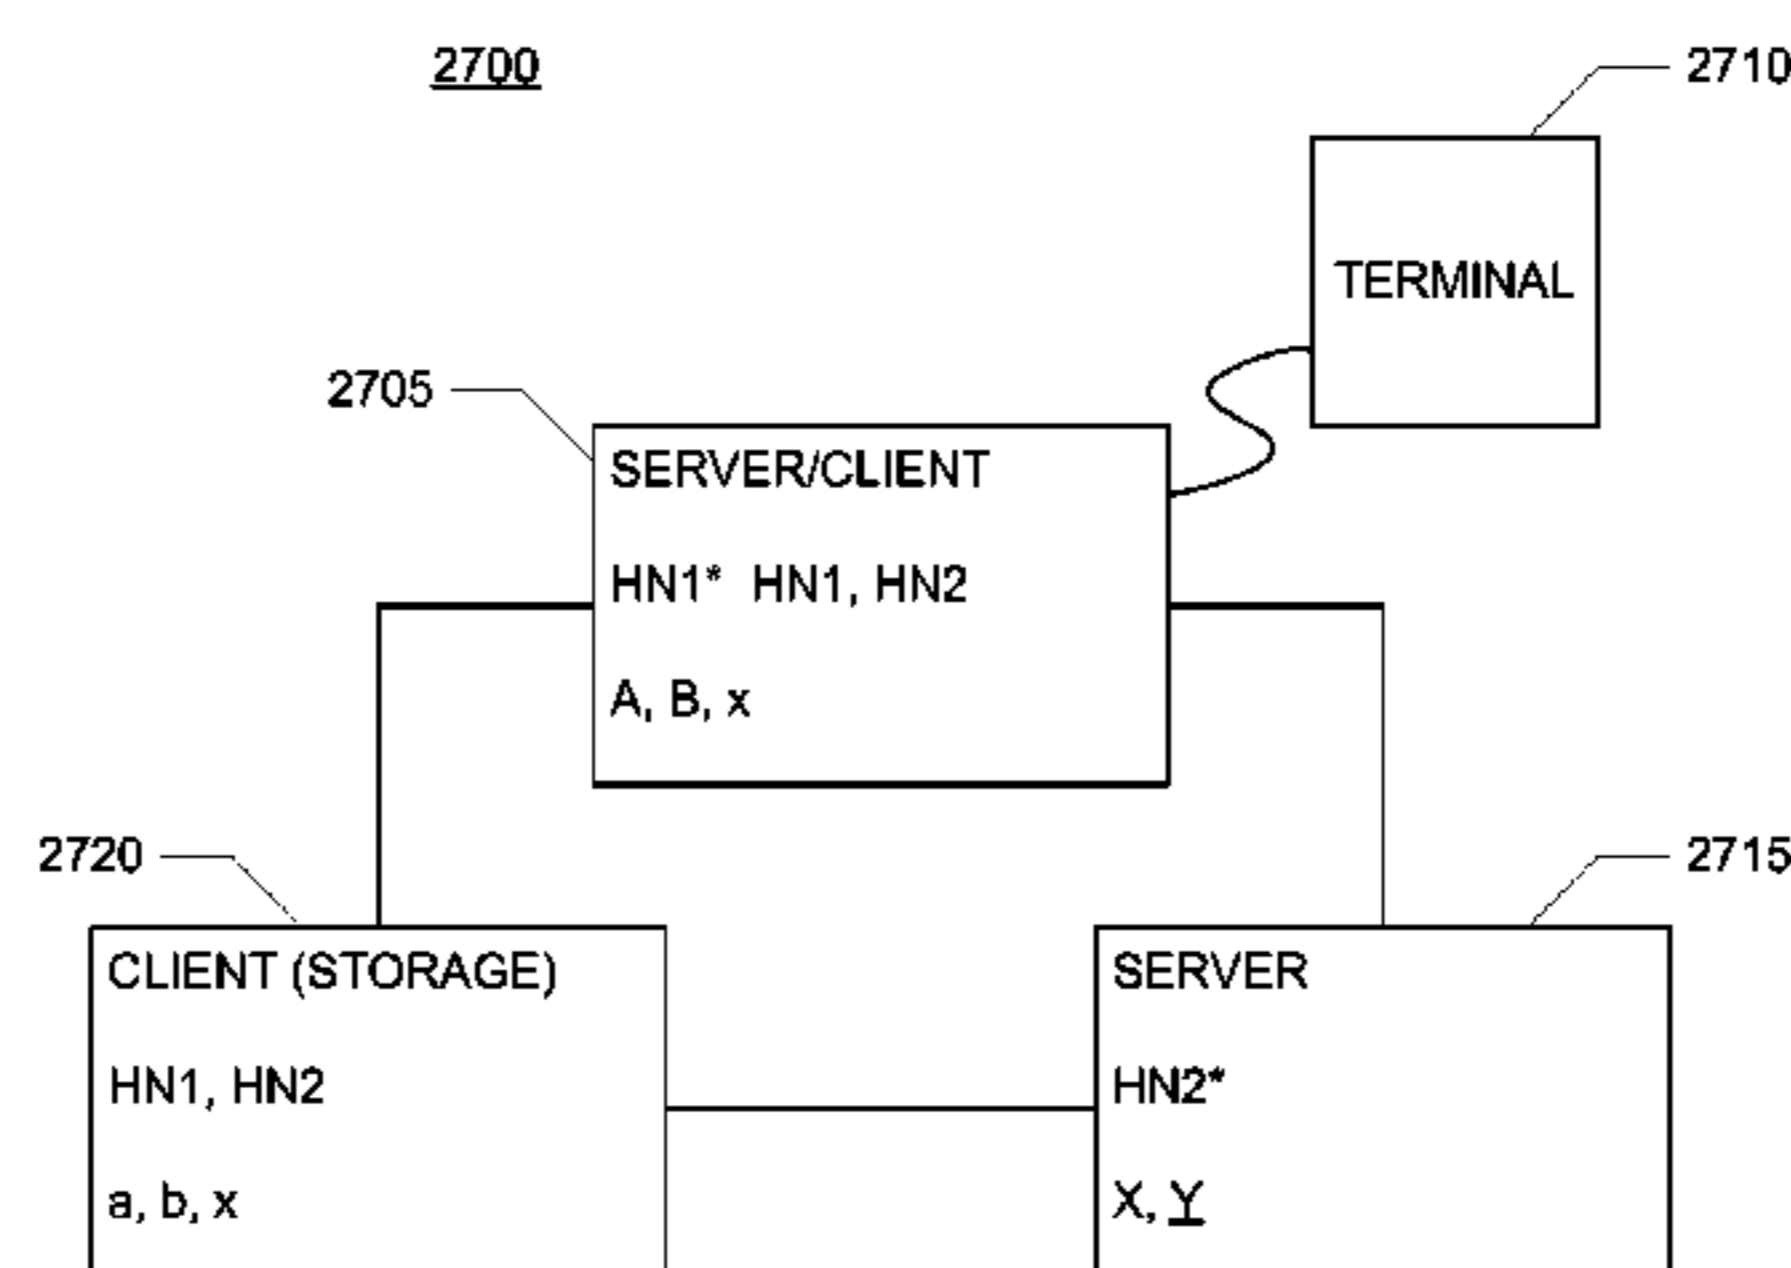 2700
2710
TERMINAL
2705
SERVER/CLIENT
HN1* HN1, HN2
A, B, x
2720
2715
CLIENT (STORAGE)
HN1, HN2
a, b, x
SERVER
HN2*
X, Y